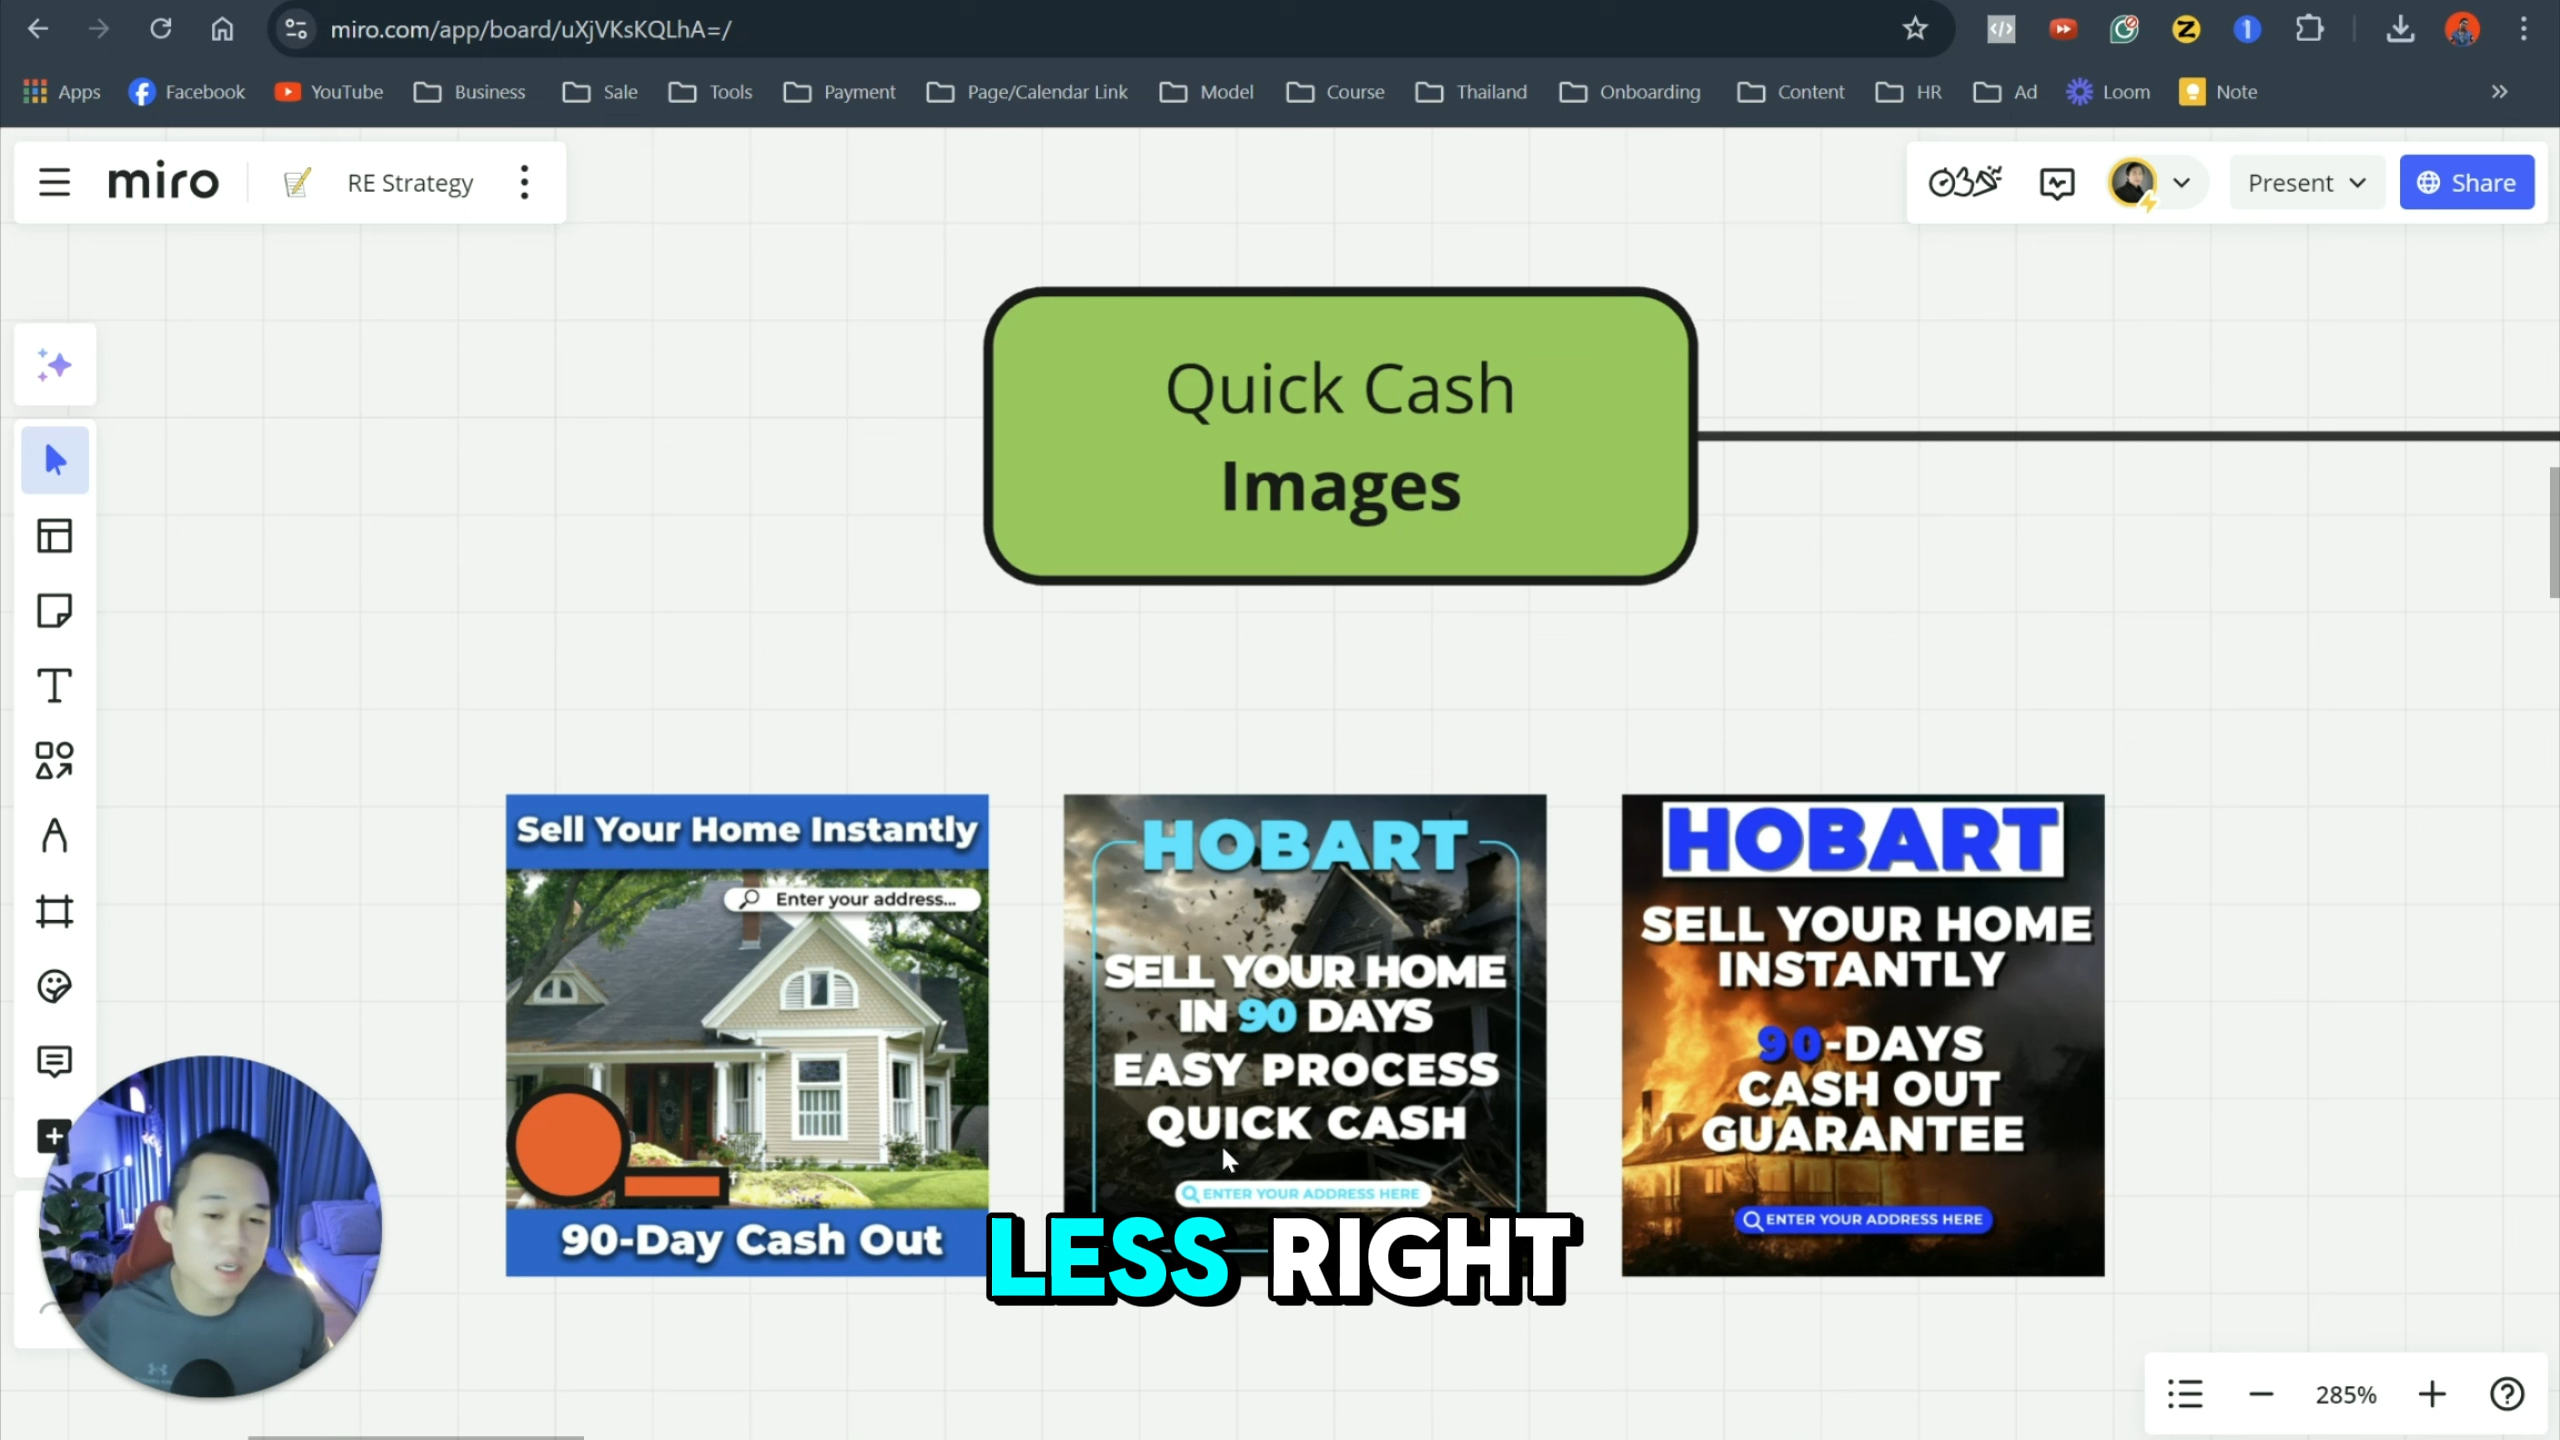 miro.com/app/board/uXjVKsKQLhA=/
Apps
Facebook
YouTube
Business
Sale
Tools
Payment
Page/Calendar Link
Model
Course
Thailand
Onboarding
Content
HR
Ad
Loom
Note
miro
RE Strategy
Present
Share
Quick Cash
Images
Sell Your Home Instantly
Enter your address...
90-Day Cash Out
HOBART
SELL YOUR HOME
IN 90 DAYS
EASY PROCESS
QUICK CASH
ENTER YOUR ADDRESS HERE
HOBART
SELL YOUR HOME
INSTANTLY
90-DAYS
CASH OUT
GUARANTEE
ENTER YOUR ADDRESS HERE
LESS RIGHT
285%